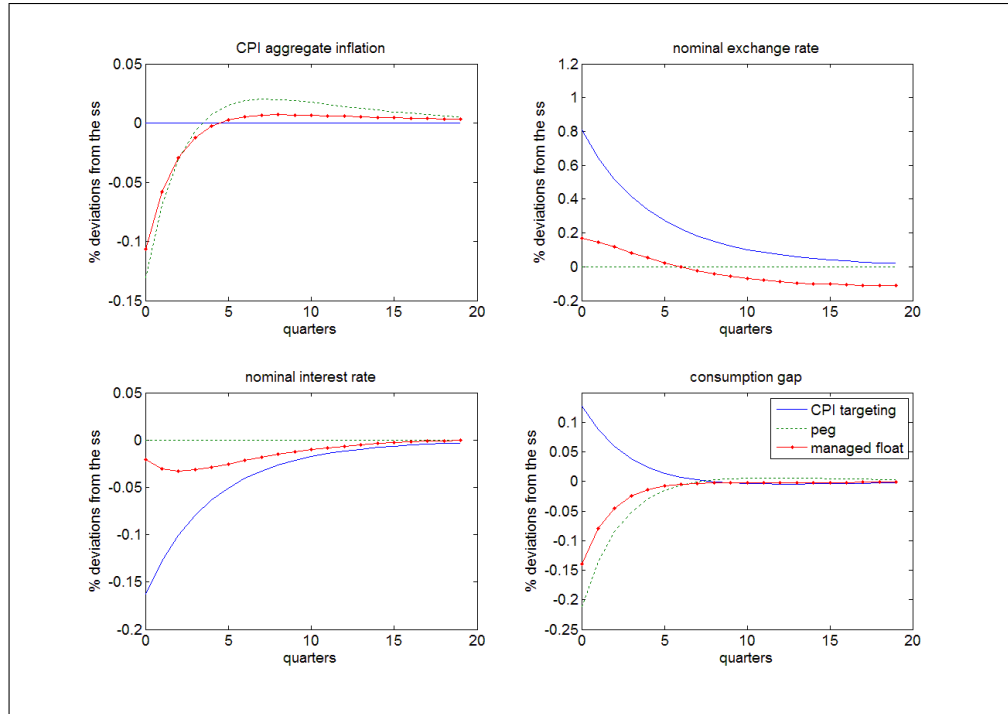 CPI aggregate inflation
% deviations from the ss
0.05
0
-0.05
-0.1
-0.15
0 5 10 15 20
quarters
nominal exchange rate
% deviations from the ss
1.2
1
0.8
0.6
0.4
0.2
0
-0.2
0 5 10 15 20
quarters
nominal interest rate
% deviations from the ss
0.05
0
-0.05
-0.1
-0.15
-0.2
0 5 10 15 20
quarters
consumption gap
% deviations from the ss
0.1
0.05
0
-0.05
-0.1
-0.15
-0.2
-0.25
0 5 10 15 20
quarters
CPI targeting
peg
managed float